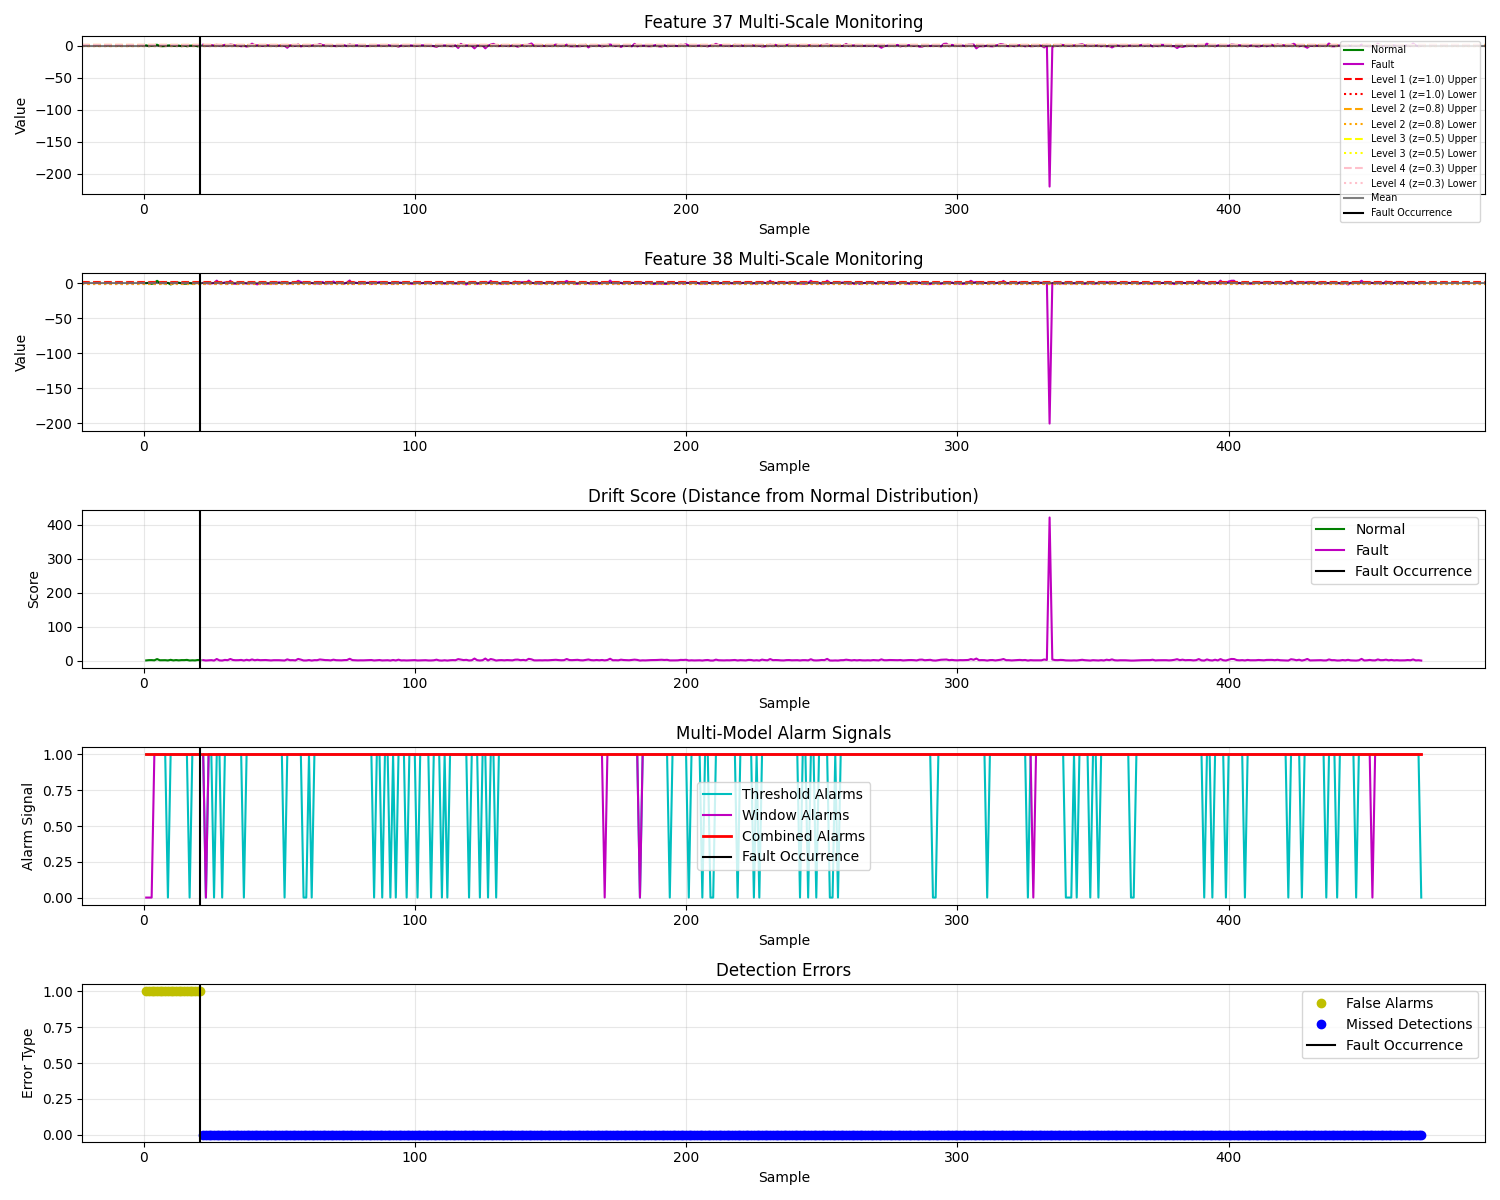 Feature 37 Multi-Scale Monitoring
Value
0
−50
−100
−150
−200
Normal
Fault
Level 1 (z=1.0) Upper
Level 1 (z=1.0) Lower
Level 2 (z=0.8) Upper
Level 2 (z=0.8) Lower
Level 3 (z=0.5) Upper
Level 3 (z=0.5) Lower
Level 4 (z=0.3) Upper
Level 4 (z=0.3) Lower
Mean
Fault Occurrence
0 100 200 300 400
Sample
Feature 38 Multi-Scale Monitoring
Value
0
−50
−100
−150
−200
0 100 200 300 400
Sample
Drift Score (Distance from Normal Distribution)
Score
400
300
200
100
0
Normal
Fault
Fault Occurrence
0 100 200 300 400
Sample
Multi-Model Alarm Signals
Alarm Signal
1.00
0.75
0.50
0.25
0.00
Threshold Alarms
Window Alarms
Combined Alarms
Fault Occurrence
0 100 200 300 400
Sample
Detection Errors
Error Type
1.00
0.75
0.50
0.25
0.00
False Alarms
Missed Detections
Fault Occurrence
0 100 200 300 400
Sample